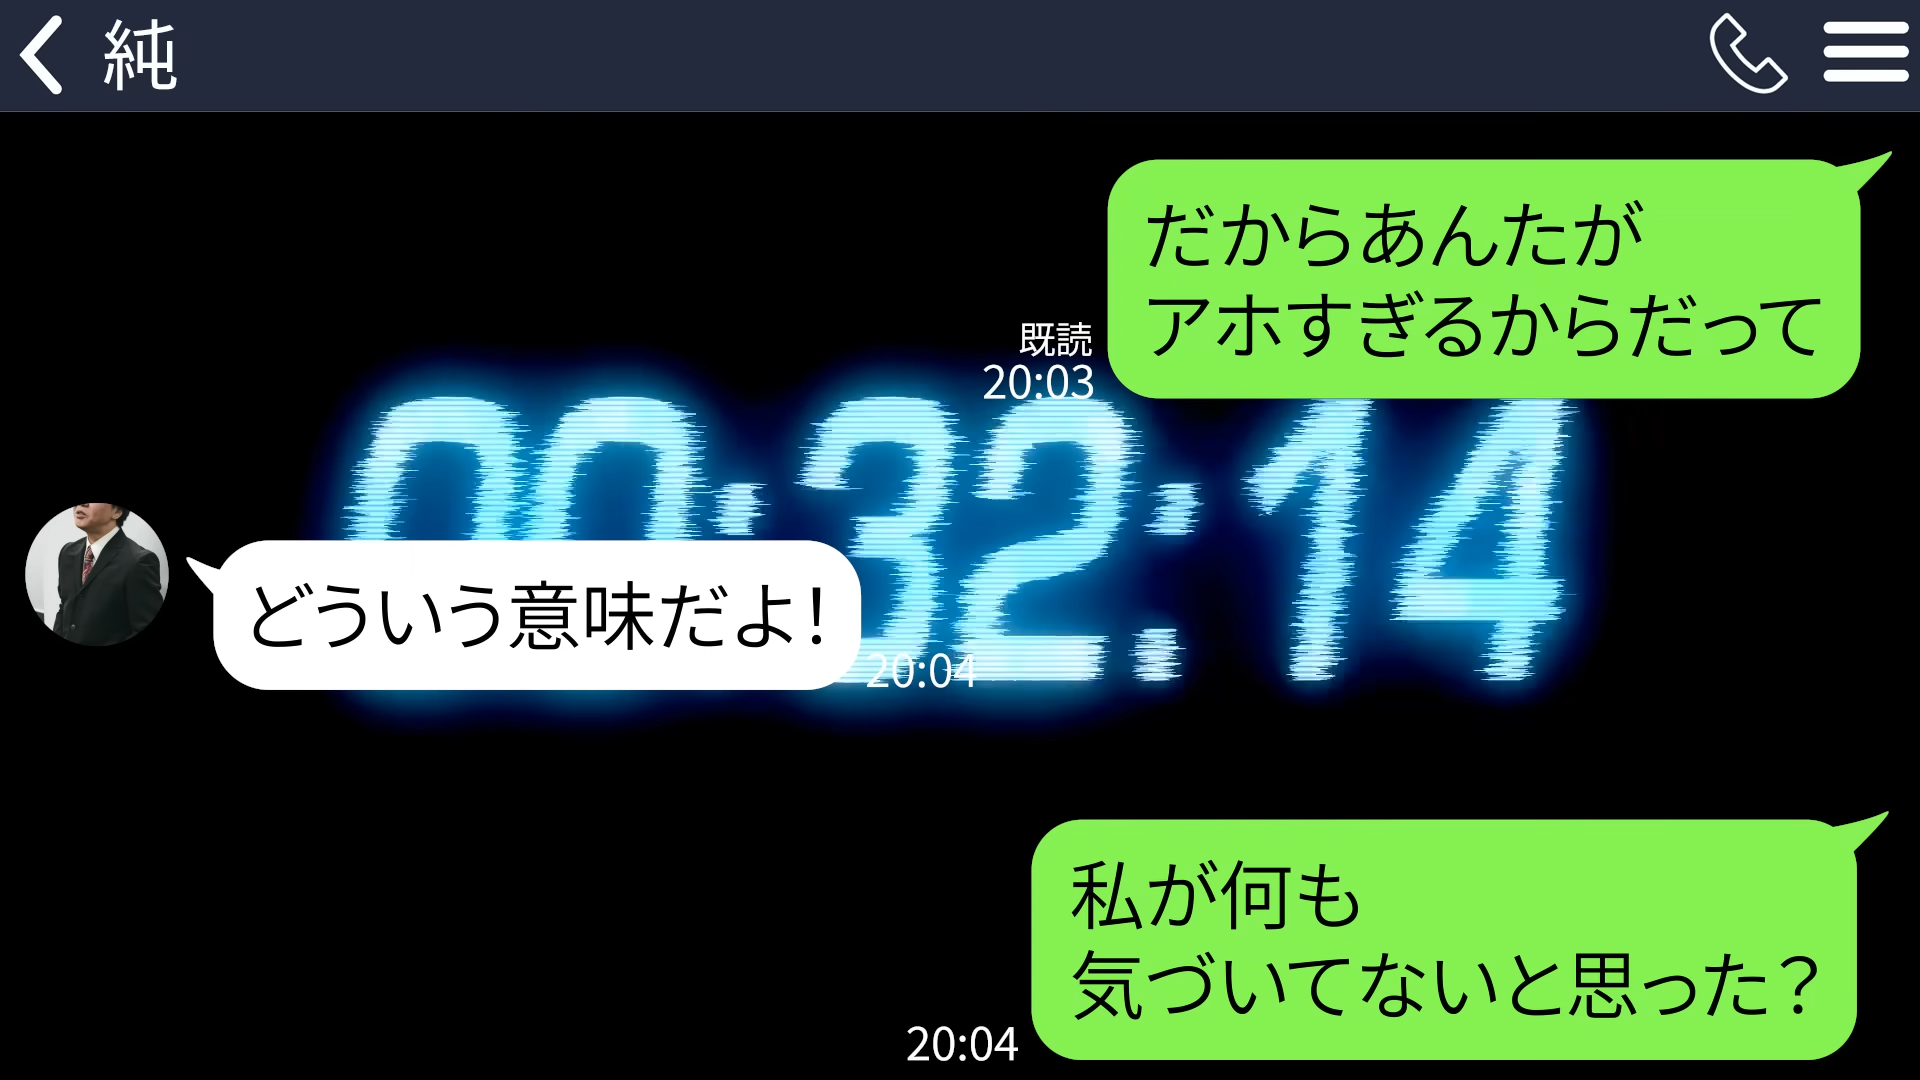 純
だからあんたが
アホすぎるからだって
既読
20:03
00:32:14
どういう意味だよ！
20:04
私が何も
気づいてないと思った？
20:04